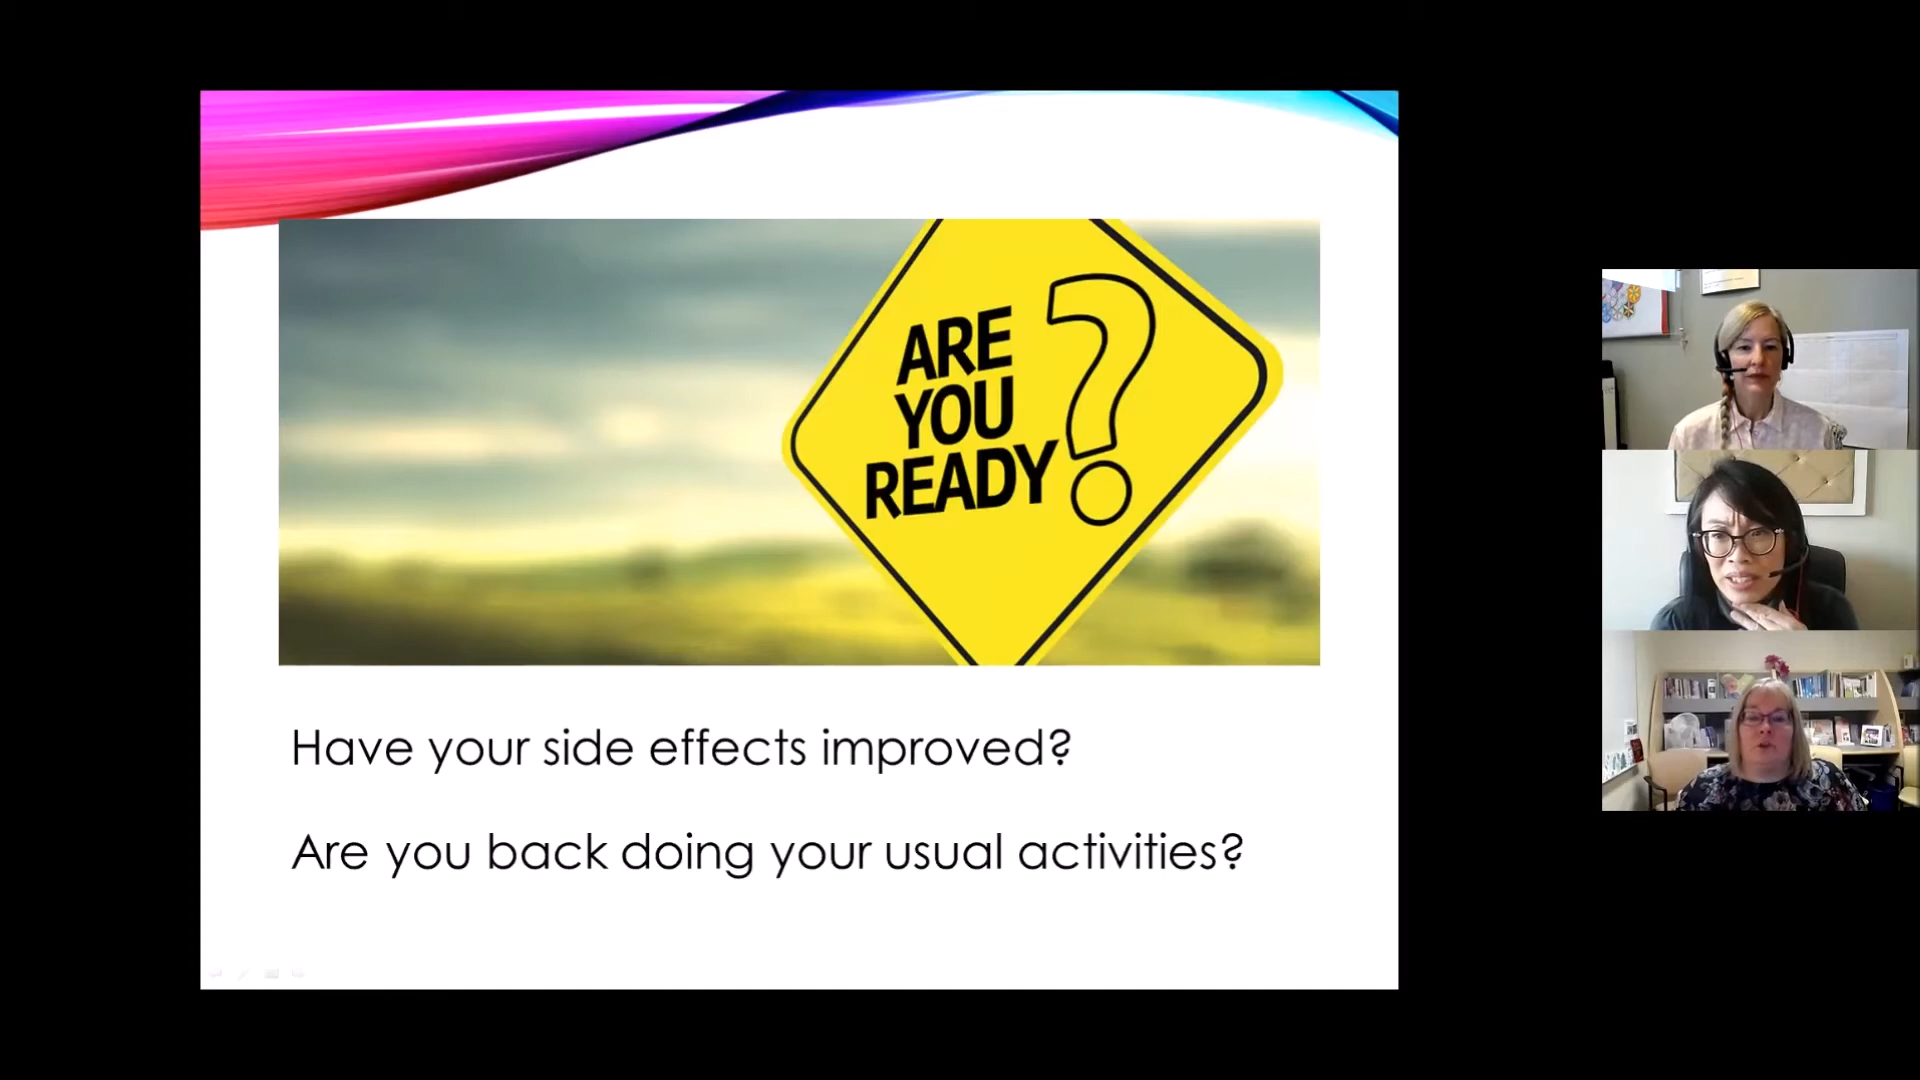 ARE
YOU
READY?
Have your side effects improved?
Are you back doing your usual activities?